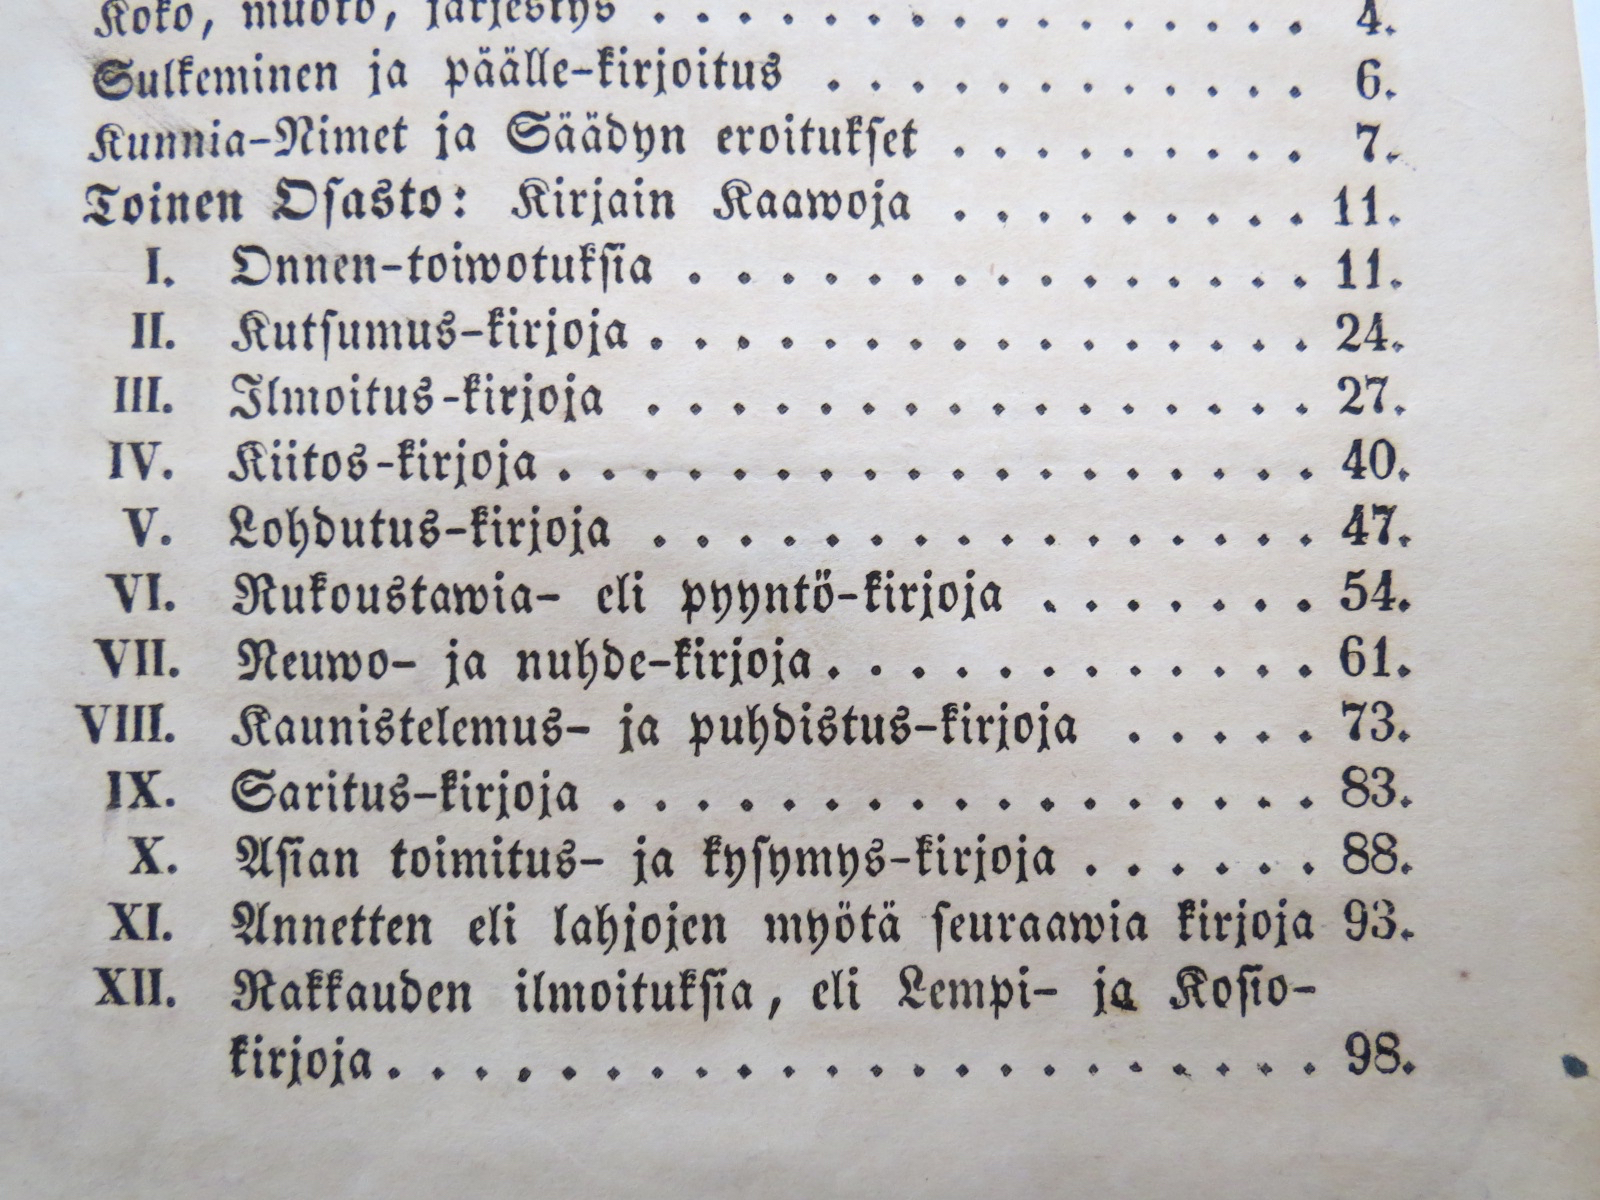 Koko, muoto, järjestys . . . . . . . . . . . . . . . 4.
Sulkeminen ja päälle-kirjoitus . . . . . . . . . . . 6.
Kunnia-Nimet ja Säädyn eroitukset . . . . . . . . . 7.
Toinen Osasto: Kirjain Kaawoja . . . . . . . . . 11.
I. Onnen-toiwotuksia . . . . . . . . . . . . . . 11.
II. Kutsumus-kirjoja . . . . . . . . . . . . . . . 24.
III. Ilmoitus-kirjoja . . . . . . . . . . . . . . . . 27.
IV. Kiitos-kirjoja . . . . . . . . . . . . . . . . . . 40.
V. Lohdutus-kirjoja . . . . . . . . . . . . . . . 47.
VI. Rukoustawia- eli pyyntö-kirjoja . . . . . . . 54.
VII. Neuwo- ja nuhde-kirjoja . . . . . . . . . . . . 61.
VIII. Kaunistelemus- ja puhdistus-kirjoja . . . . . 73.
IX. Saritus-kirjoja . . . . . . . . . . . . . . . . . 83.
X. Asian toimitus- ja kysymys-kirjoja . . . . . . 88.
XI. Annetten eli lahjojen myötä seuraawia kirjoja 93.
XII. Rakkauden ilmoituksia, eli Lempi- ja Kosio-
kirjoja . . . . . . . . . . . . . . . . . . . . . . 98.